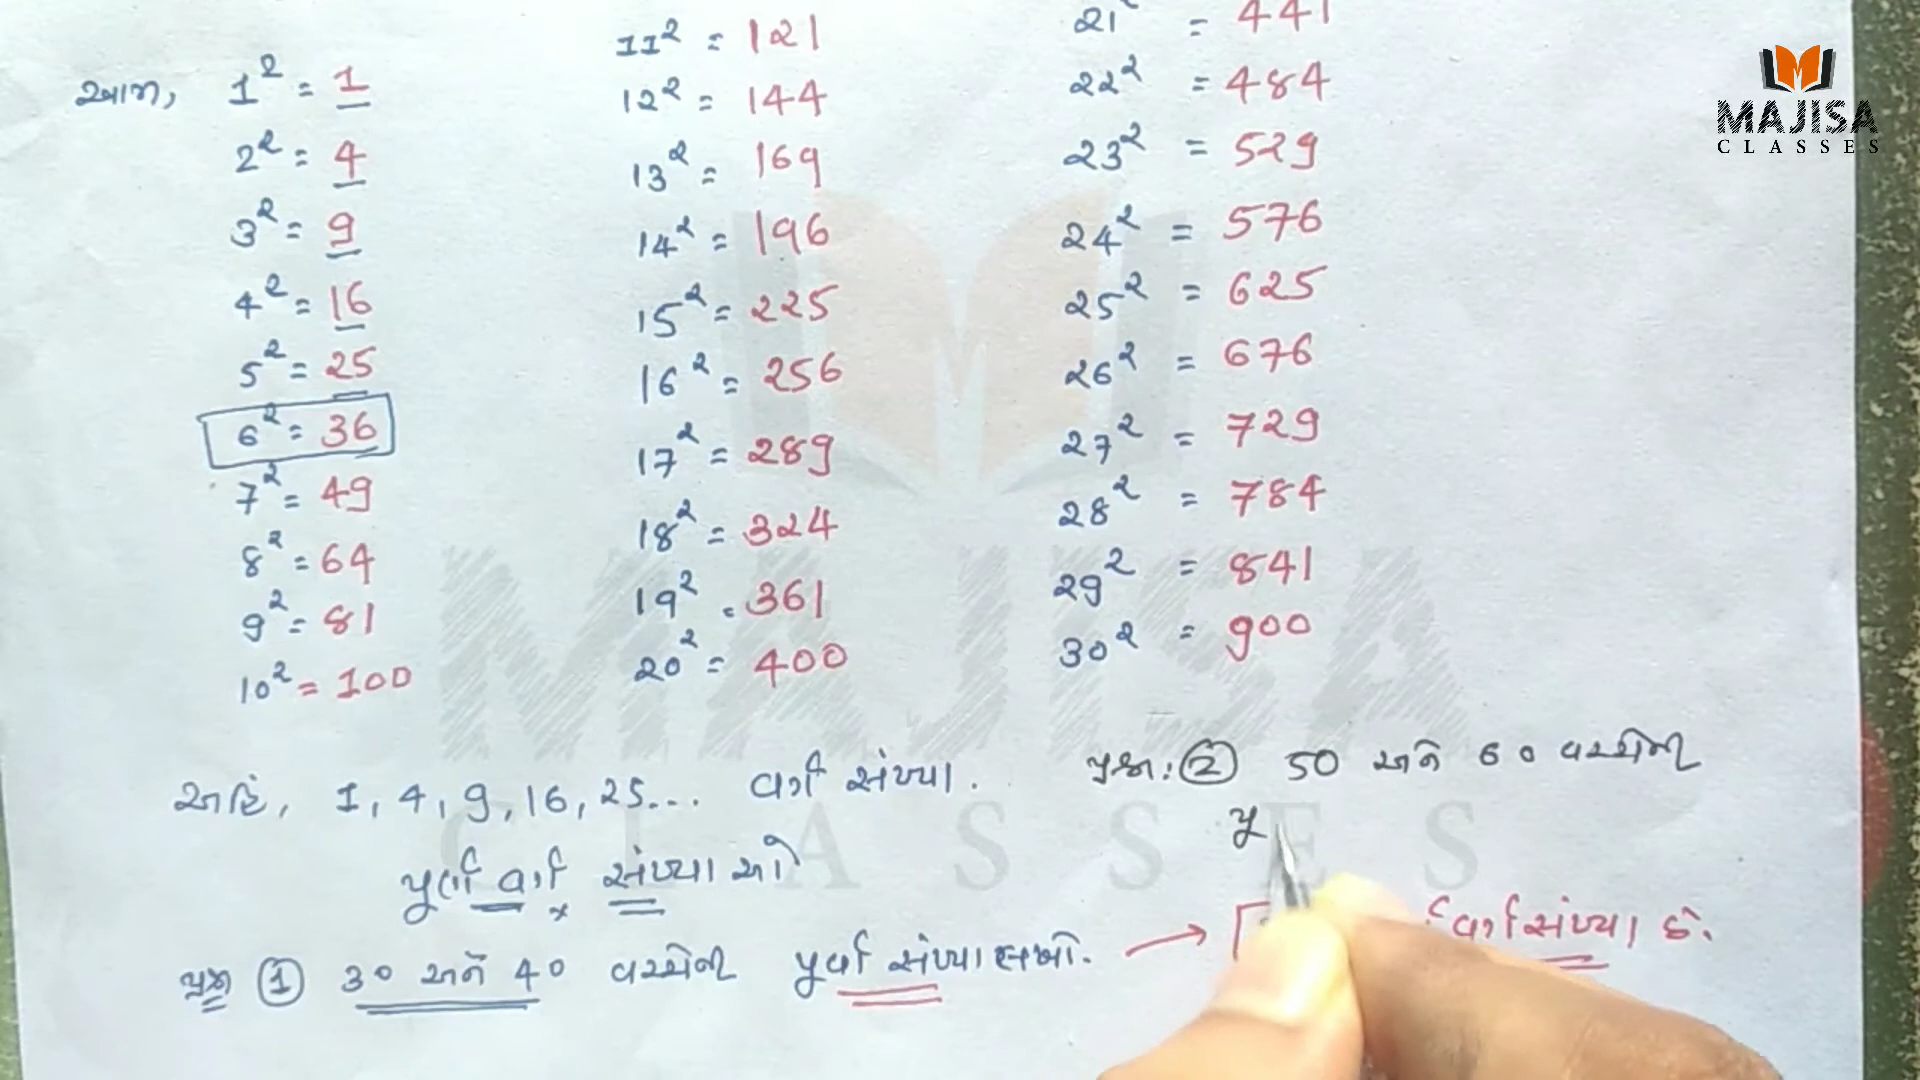 આમ, 1² = 1
2² = 4
3² = 9
4² = 16
5² = 25
6² = 36
7² = 49
8² = 64
9² = 81
10² = 100
11² = 121
12² = 144
13² = 169
14² = 196
15² = 225
16² = 256
17² = 289
18² = 324
19² = 361
20² = 400
21² = 441
22² = 484
23² = 529
24² = 576
25² = 625
26² = 676
27² = 729
28² = 784
29² = 841
30² = 900
અહિં, 1, 4, 9, 16, 25... વર્ગ સંખ્યા.
પૂર્ણ વર્ગ સંખ્યાઓ
પ્રશ્ન ① 30 અને 40 વચ્ચેની પૂર્ણ સંખ્યા લખો. →
વર્ગસંખ્યા છે.
પ્રશ્ન: ② 50 અને 60 વચ્ચેની
પૂ
MAJISA
CLASSES
MAJISA
CLASSES